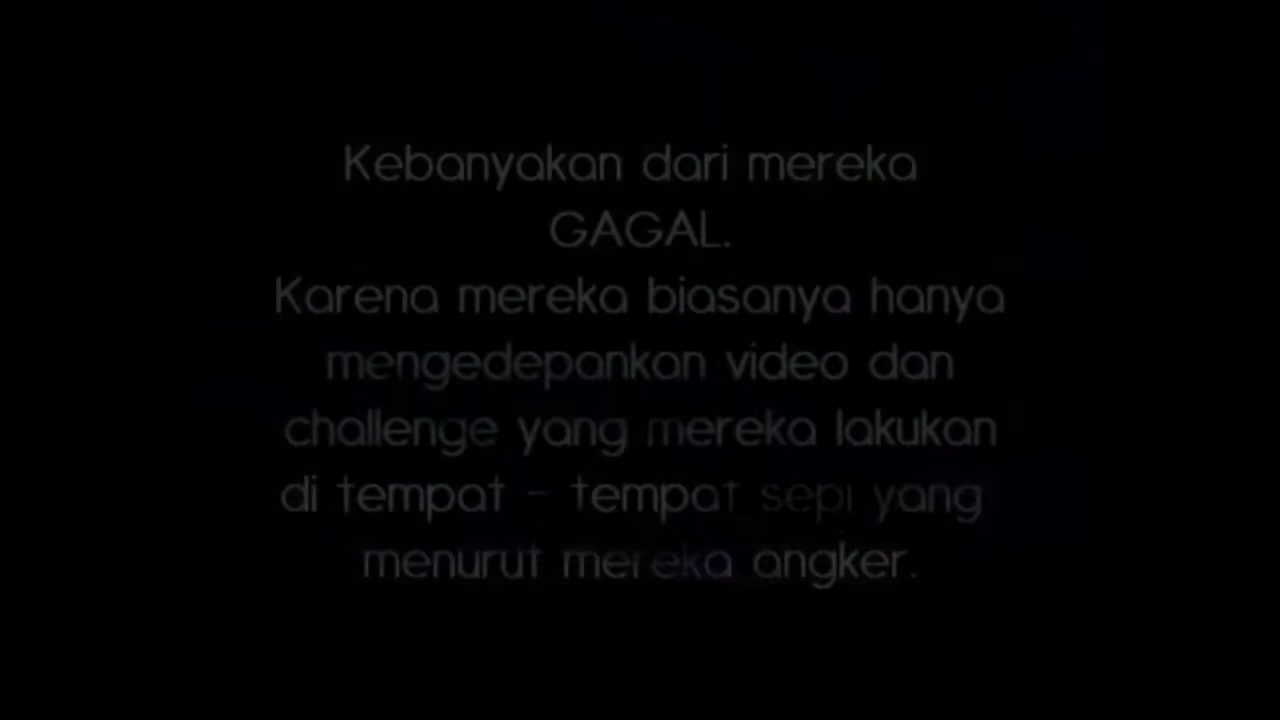 Kebanyakan dari mereka
GAGAL.
Karena mereka biasanya hanya
mengedepankan video dan
challenge yang mereka lakukan
di tempat - tempat sepi yang
menurut mereka angker.